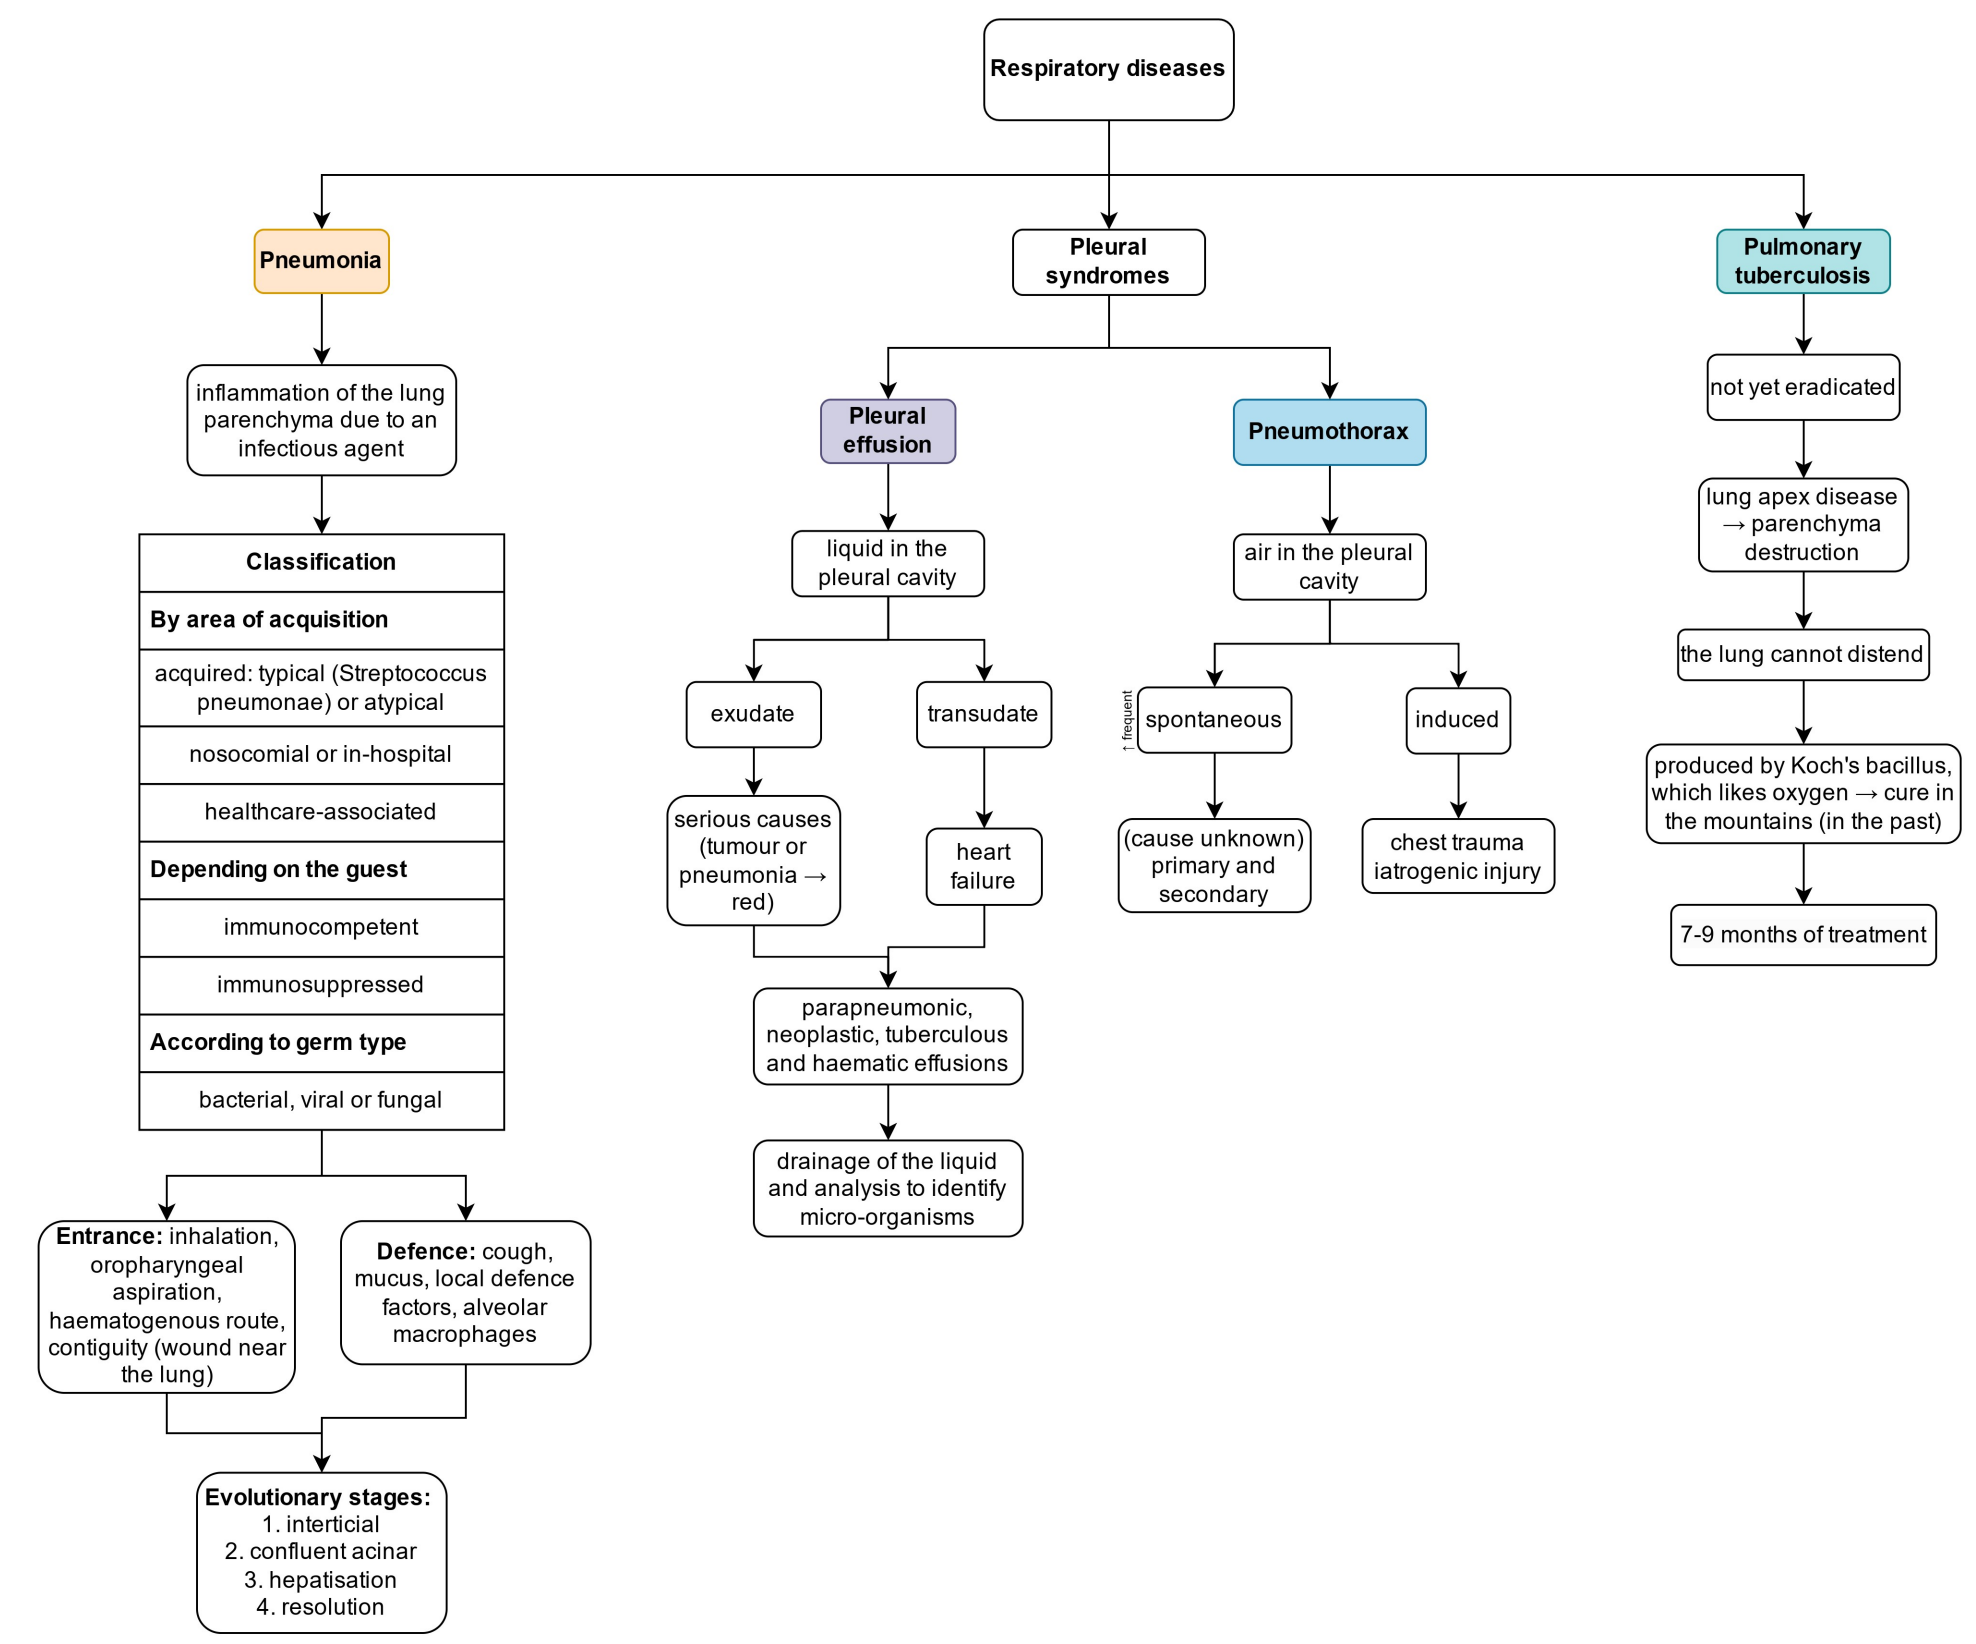 Respiratory diseases
Pneumonia
inflammation of the lung
parenchyma due to an
infectious agent
Classification
By area of acquisition
acquired: typical (Streptococcus
pneumonae) or atypical
nosocomial or in-hospital
healthcare-associated
Depending on the guest
immunocompetent
immunosuppressed
According to germ type
bacterial, viral or fungal
Entrance: inhalation,
oropharyngeal
aspiration,
haematogenous route,
contiguity (wound near
the lung)
Defence: cough,
mucus, local defence
factors, alveolar
macrophages
Evolutionary stages:
1. interticial
2. confluent acinar
3. hepatisation
4. resolution
Pleural
syndromes
Pleural
effusion
liquid in the
pleural cavity
exudate
serious causes
(tumour or
pneumonia →
red)
transudate
heart
failure
parapneumonic,
neoplastic, tuberculous
and haematic effusions
drainage of the liquid
and analysis to identify
micro-organisms
Pneumothorax
air in the pleural
cavity
↑ frequent
spontaneous
(cause unknown)
primary and
secondary
induced
chest trauma
iatrogenic injury
Pulmonary
tuberculosis
not yet eradicated
lung apex disease
→ parenchyma
destruction
the lung cannot distend
produced by Koch's bacillus,
which likes oxygen → cure in
the mountains (in the past)
7-9 months of treatment